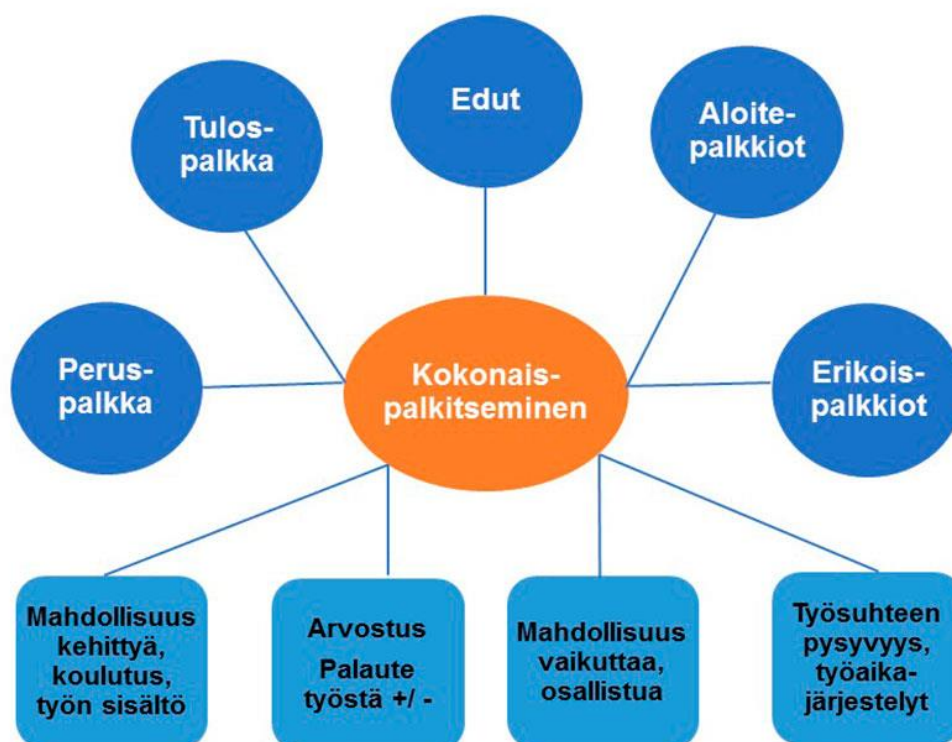 Edut
Tulos-
palkka
Aloite-
palkkiot
Perus-
palkka
Kokonais-
palkitseminen
Erikois-
palkkiot
Mahdollisuus
kehittyä,
koulutus,
työn sisältö
Arvostus
Palaute
työstä +/ -
Mahdollisuus
vaikuttaa,
osallistua
Työsuhteen
pysyvyys,
työaika-
järjestelyt